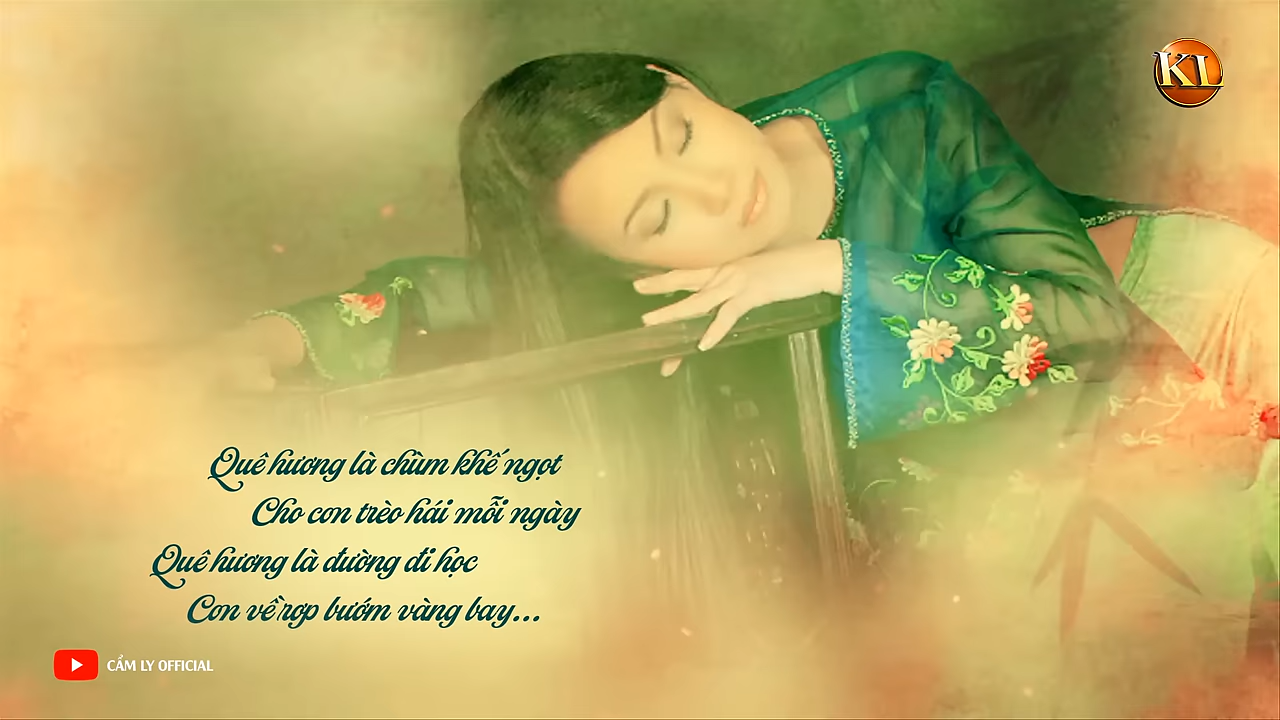 KL
Quê hương là chùm khế ngọt
Cho con trèo hái mỗi ngày
Quê hương là đường đi học
Con về rợp bướm vàng bay...
CẨM LY OFFICIAL